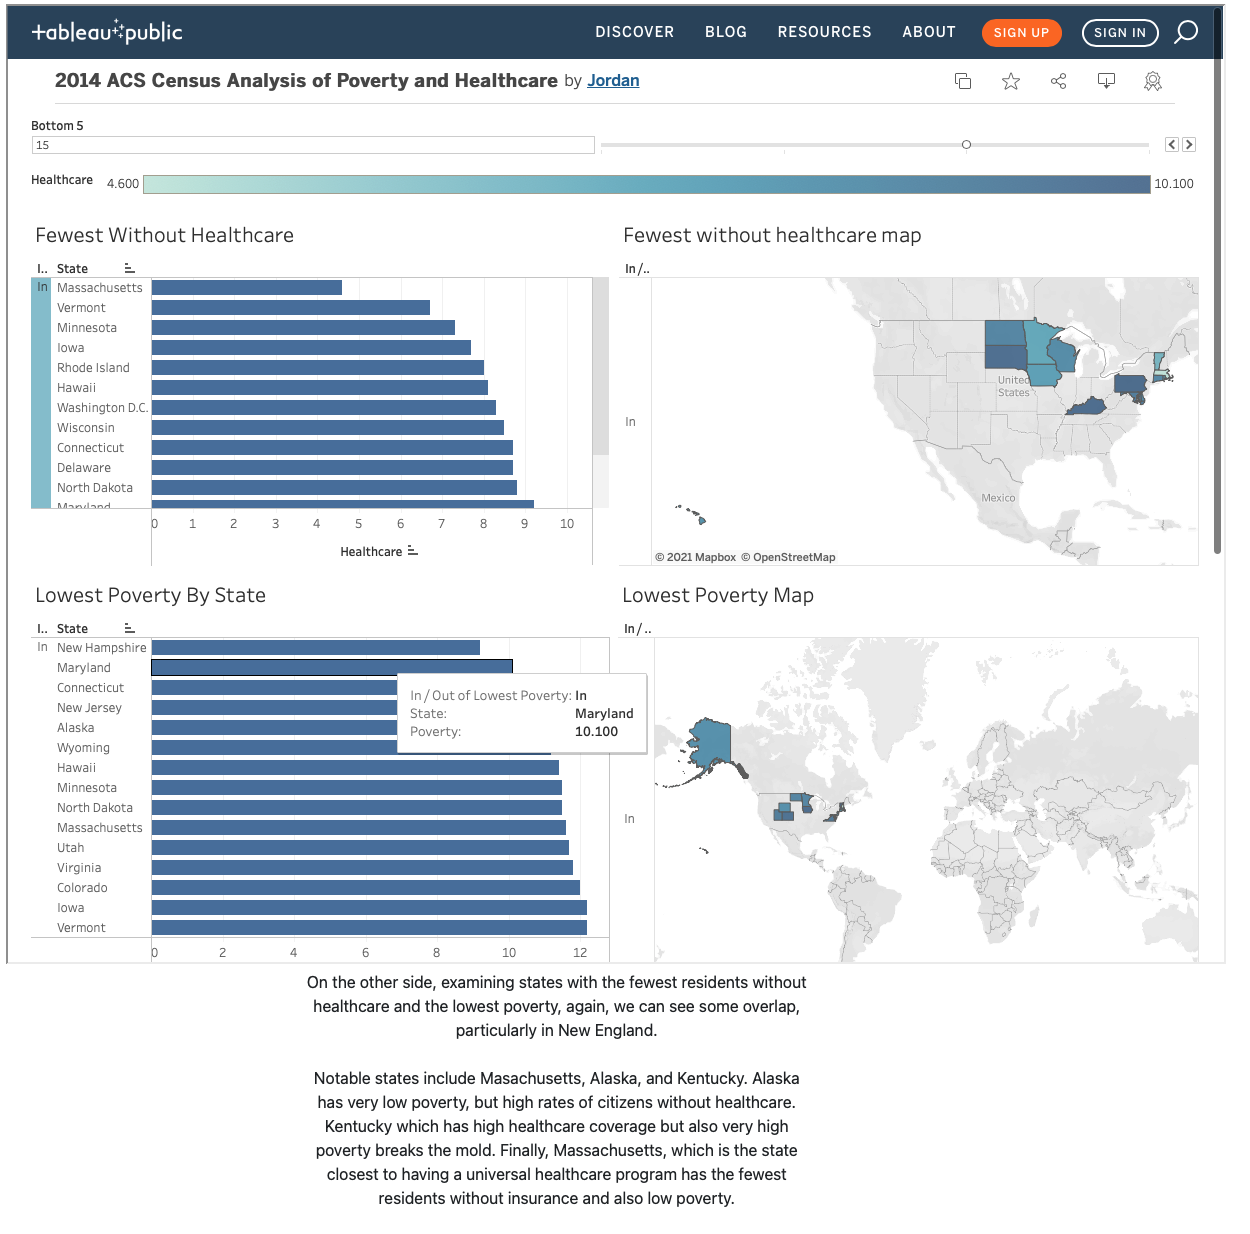 tableau public
DISCOVER BLOG RESOURCES ABOUT SIGN UP SIGN IN
2014 ACS Census Analysis of Poverty and Healthcare by Jordan
Bottom 5
15
Healthcare 4.600 10.100
Fewest Without Healthcare
I.. State
In Massachusetts
Vermont
Minnesota
Iowa
Rhode Island
Hawaii
Washington D.C.
Wisconsin
Connecticut
Delaware
North Dakota
Maryland
0 1 2 3 4 5 6 7 8 9 10
Healthcare
Fewest without healthcare map
In /..
In
United
States
Mexico
© 2021 Mapbox © OpenStreetMap
Lowest Poverty By State
I.. State
In New Hampshire
Maryland
Connecticut
New Jersey
Alaska
Wyoming
Hawaii
Minnesota
North Dakota
Massachusetts
Utah
Virginia
Colorado
Iowa
Vermont
0 2 4 6 8 10 12
In / Out of Lowest Poverty: In
State: Maryland
Poverty: 10.100
Lowest Poverty Map
In / ..
In
On the other side, examining states with the fewest residents without
healthcare and the lowest poverty, again, we can see some overlap,
particularly in New England.
Notable states include Masachusetts, Alaska, and Kentucky. Alaska
has very low poverty, but high rates of citizens without healthcare.
Kentucky which has high healthcare coverage but also very high
poverty breaks the mold. Finally, Massachusetts, which is the state
closest to having a universal healthcare program has the fewest
residents without insurance and also low poverty.